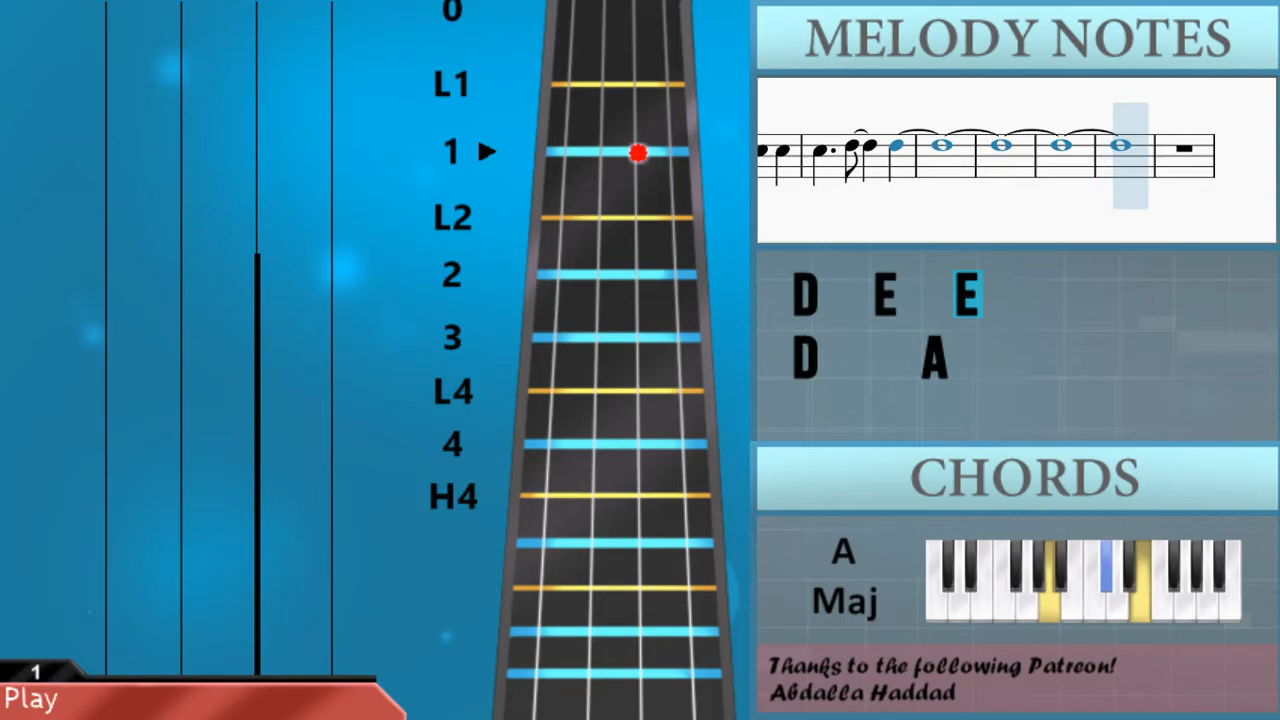 0
L1
1
L2
2
3
L4
4
H4
1
Play
MELODY NOTES
D E E
D A
CHORDS
A
Maj
Thanks to the following Patreon!
Abdalla Haddad